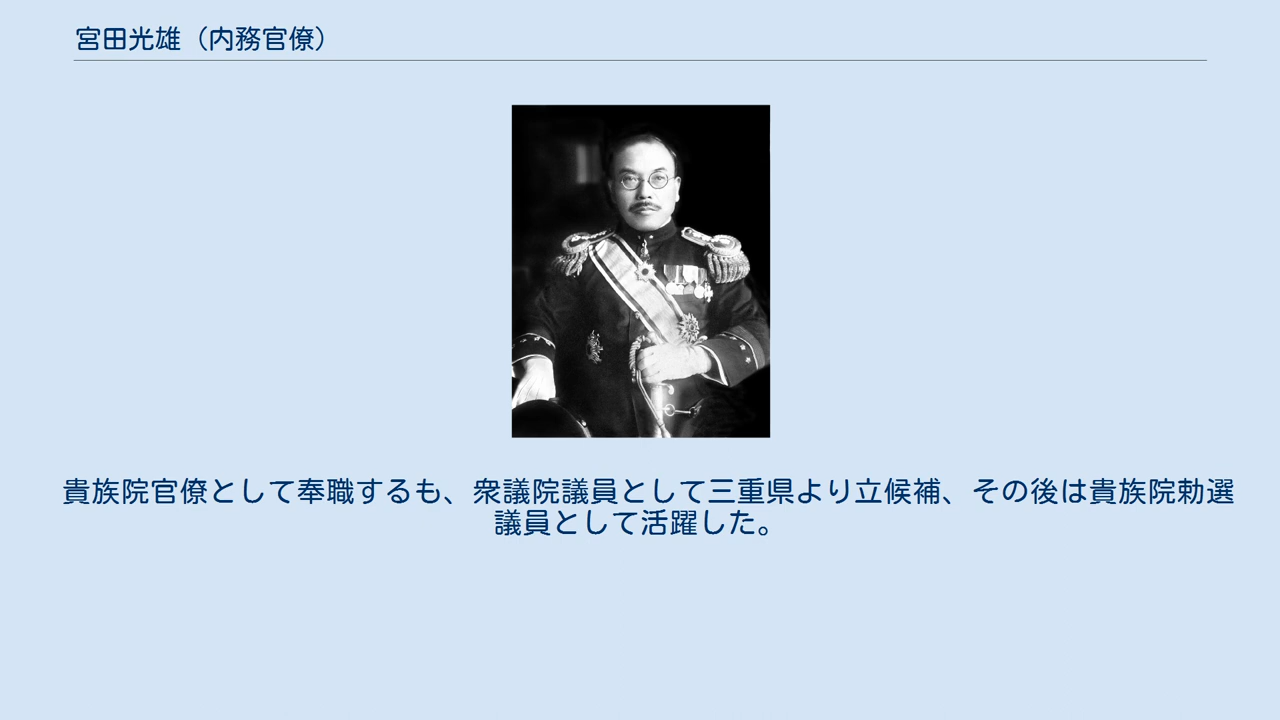 宮田光雄（内務官僚）
貴族院官僚として奉職するも、衆議院議員として三重県より立候補、その後は貴族院勅選
議員として活躍した。